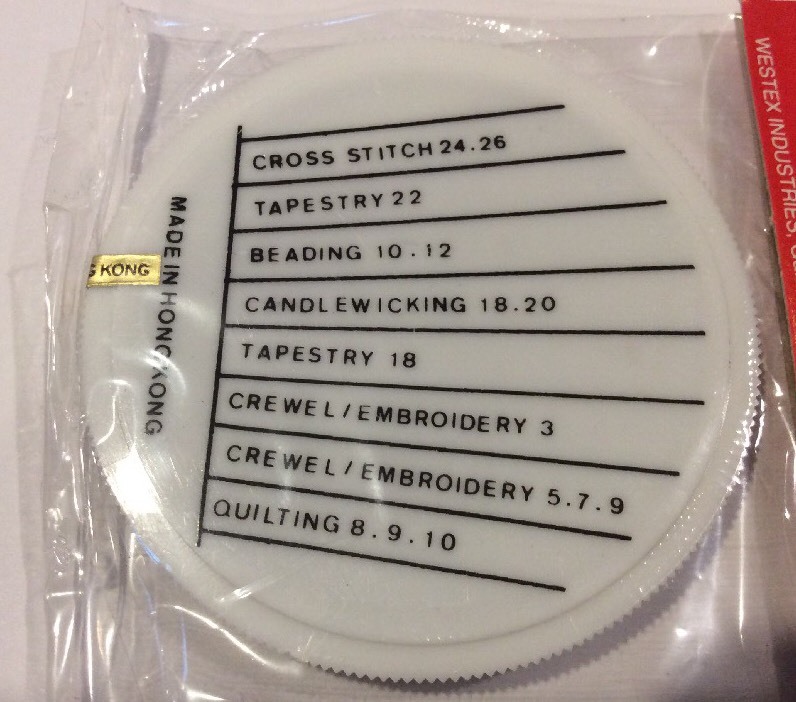 CROSS STITCH 24.26
TAPESTRY 22
BEADING 10.12
CANDLEWICKING 18.20
TAPESTRY 18
CREWEL/EMBROIDERY 3
CREWEL/EMBROIDERY 5.7.9
QUILTING 8.9.10
MADE IN HONG KONG
KONG
WESTEX INDUSTRIES,